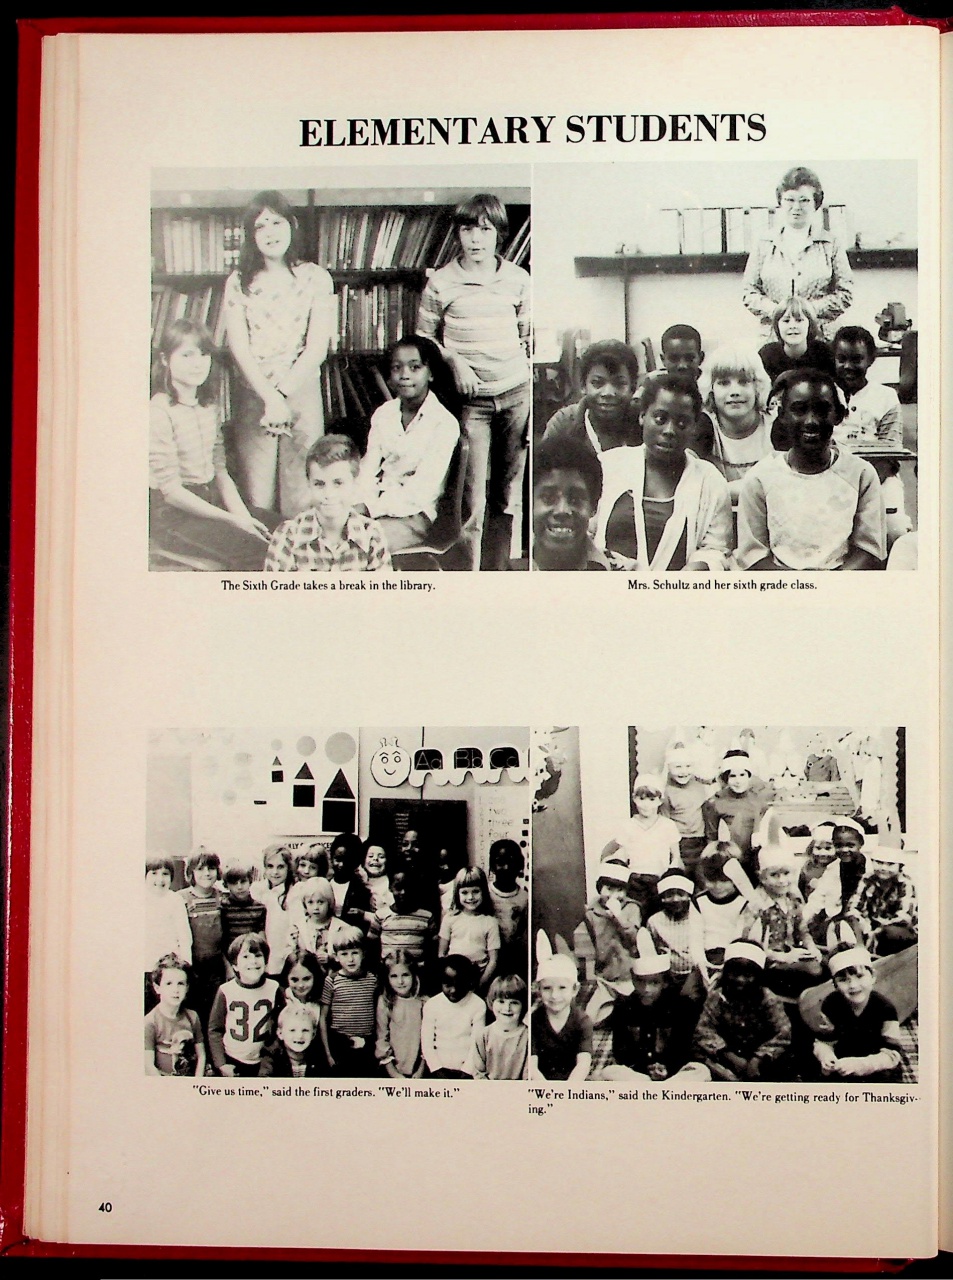 ELEMENTARY STUDENTS
The Sixth Grade takes a break in the library.
Mrs. Schultz and her sixth grade class.
Aa Bb Cc
32
"Give us time," said the first graders. "We'll make it."
"We're Indians," said the Kindergarten. "We're getting ready for Thanksgiv-
ing."
40